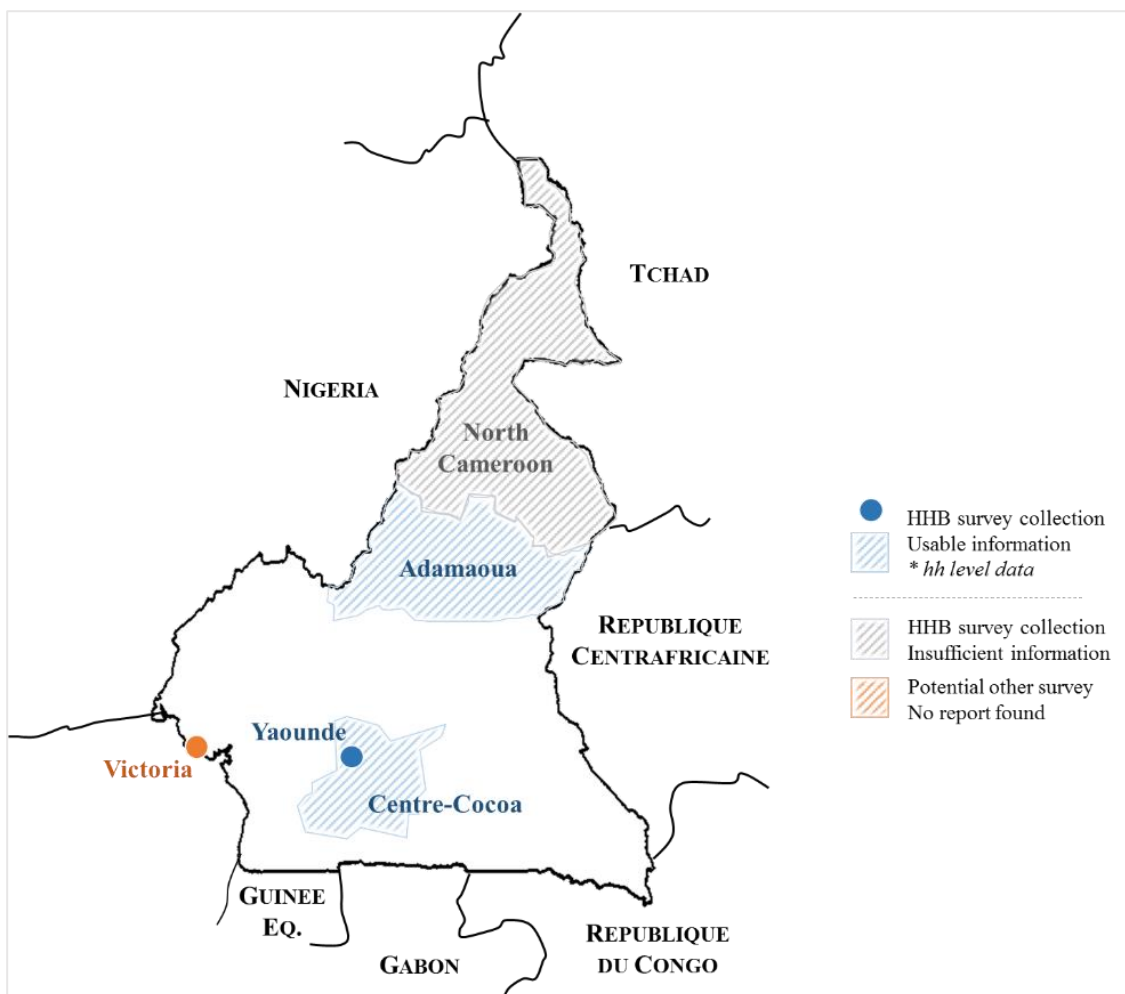 TCHAD
NIGERIA
North
Cameroon
Adamaoua
REPUBLIQUE
CENTRAFRICAINE
Yaounde
Victoria
Centre-Cocoa
GUINEE
EQ.
GABON
REPUBLIQUE
DU CONGO
HHB survey collection
Usable information
* hh level data
HHB survey collection
Insufficient information
Potential other survey
No report found